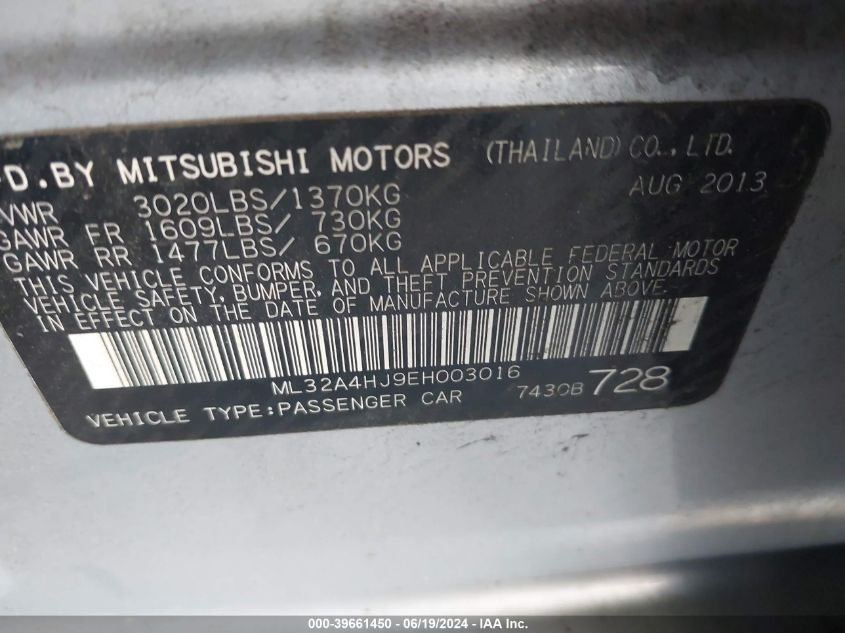 D. BY MITSUBISHI MOTORS (THAILAND) CO., LTD.
AUG 2013
VWR 3020LBS/1370KG
GAWR FR 1609LBS/ 730KG
GAWR RR 1477LBS/ 670KG
THIS VEHICLE CONFORMS TO ALL APPLICABLE FEDERAL MOTOR
VEHICLE SAFETY, BUMPER, AND THEFT PREVENTION STANDARDS
IN EFFECT ON THE DATE OF MANUFACTURE SHOWN ABOVE.
ML32A4HJ9EH003016
VEHICLE TYPE:PASSENGER CAR 7430B 728
000-39661450 - 06/19/2024 - IAA Inc.